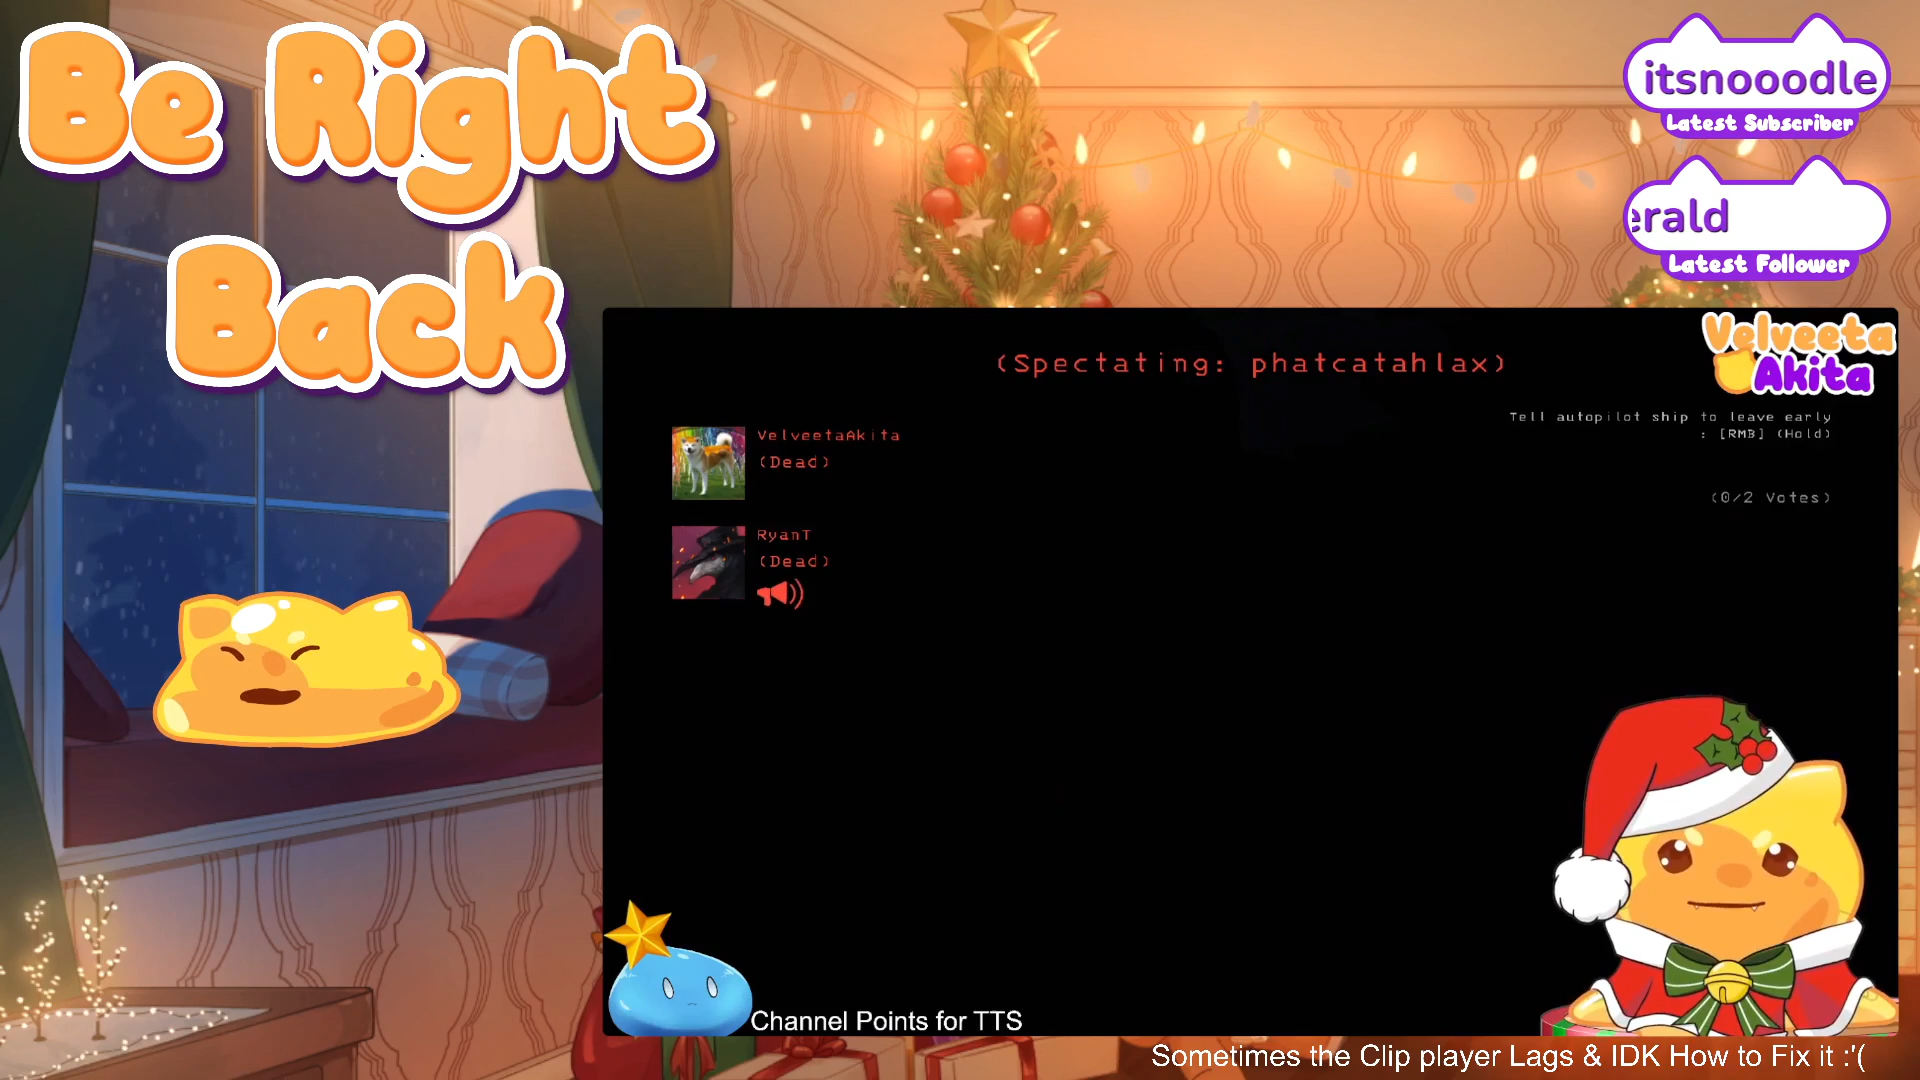 Be Right
Back
itsnooodle
Latest Subscriber
erald
Latest Follower
Velveeta
Akita
(Spectating: phatcatahlax)
Tell autopilot ship to leave early
: [RMB] (Hold)
(0/2 Votes)
VelveetaAkita
(Dead)
RyanT
(Dead)
Channel Points for TTS
Sometimes the Clip player Lags & IDK How to Fix it :'(